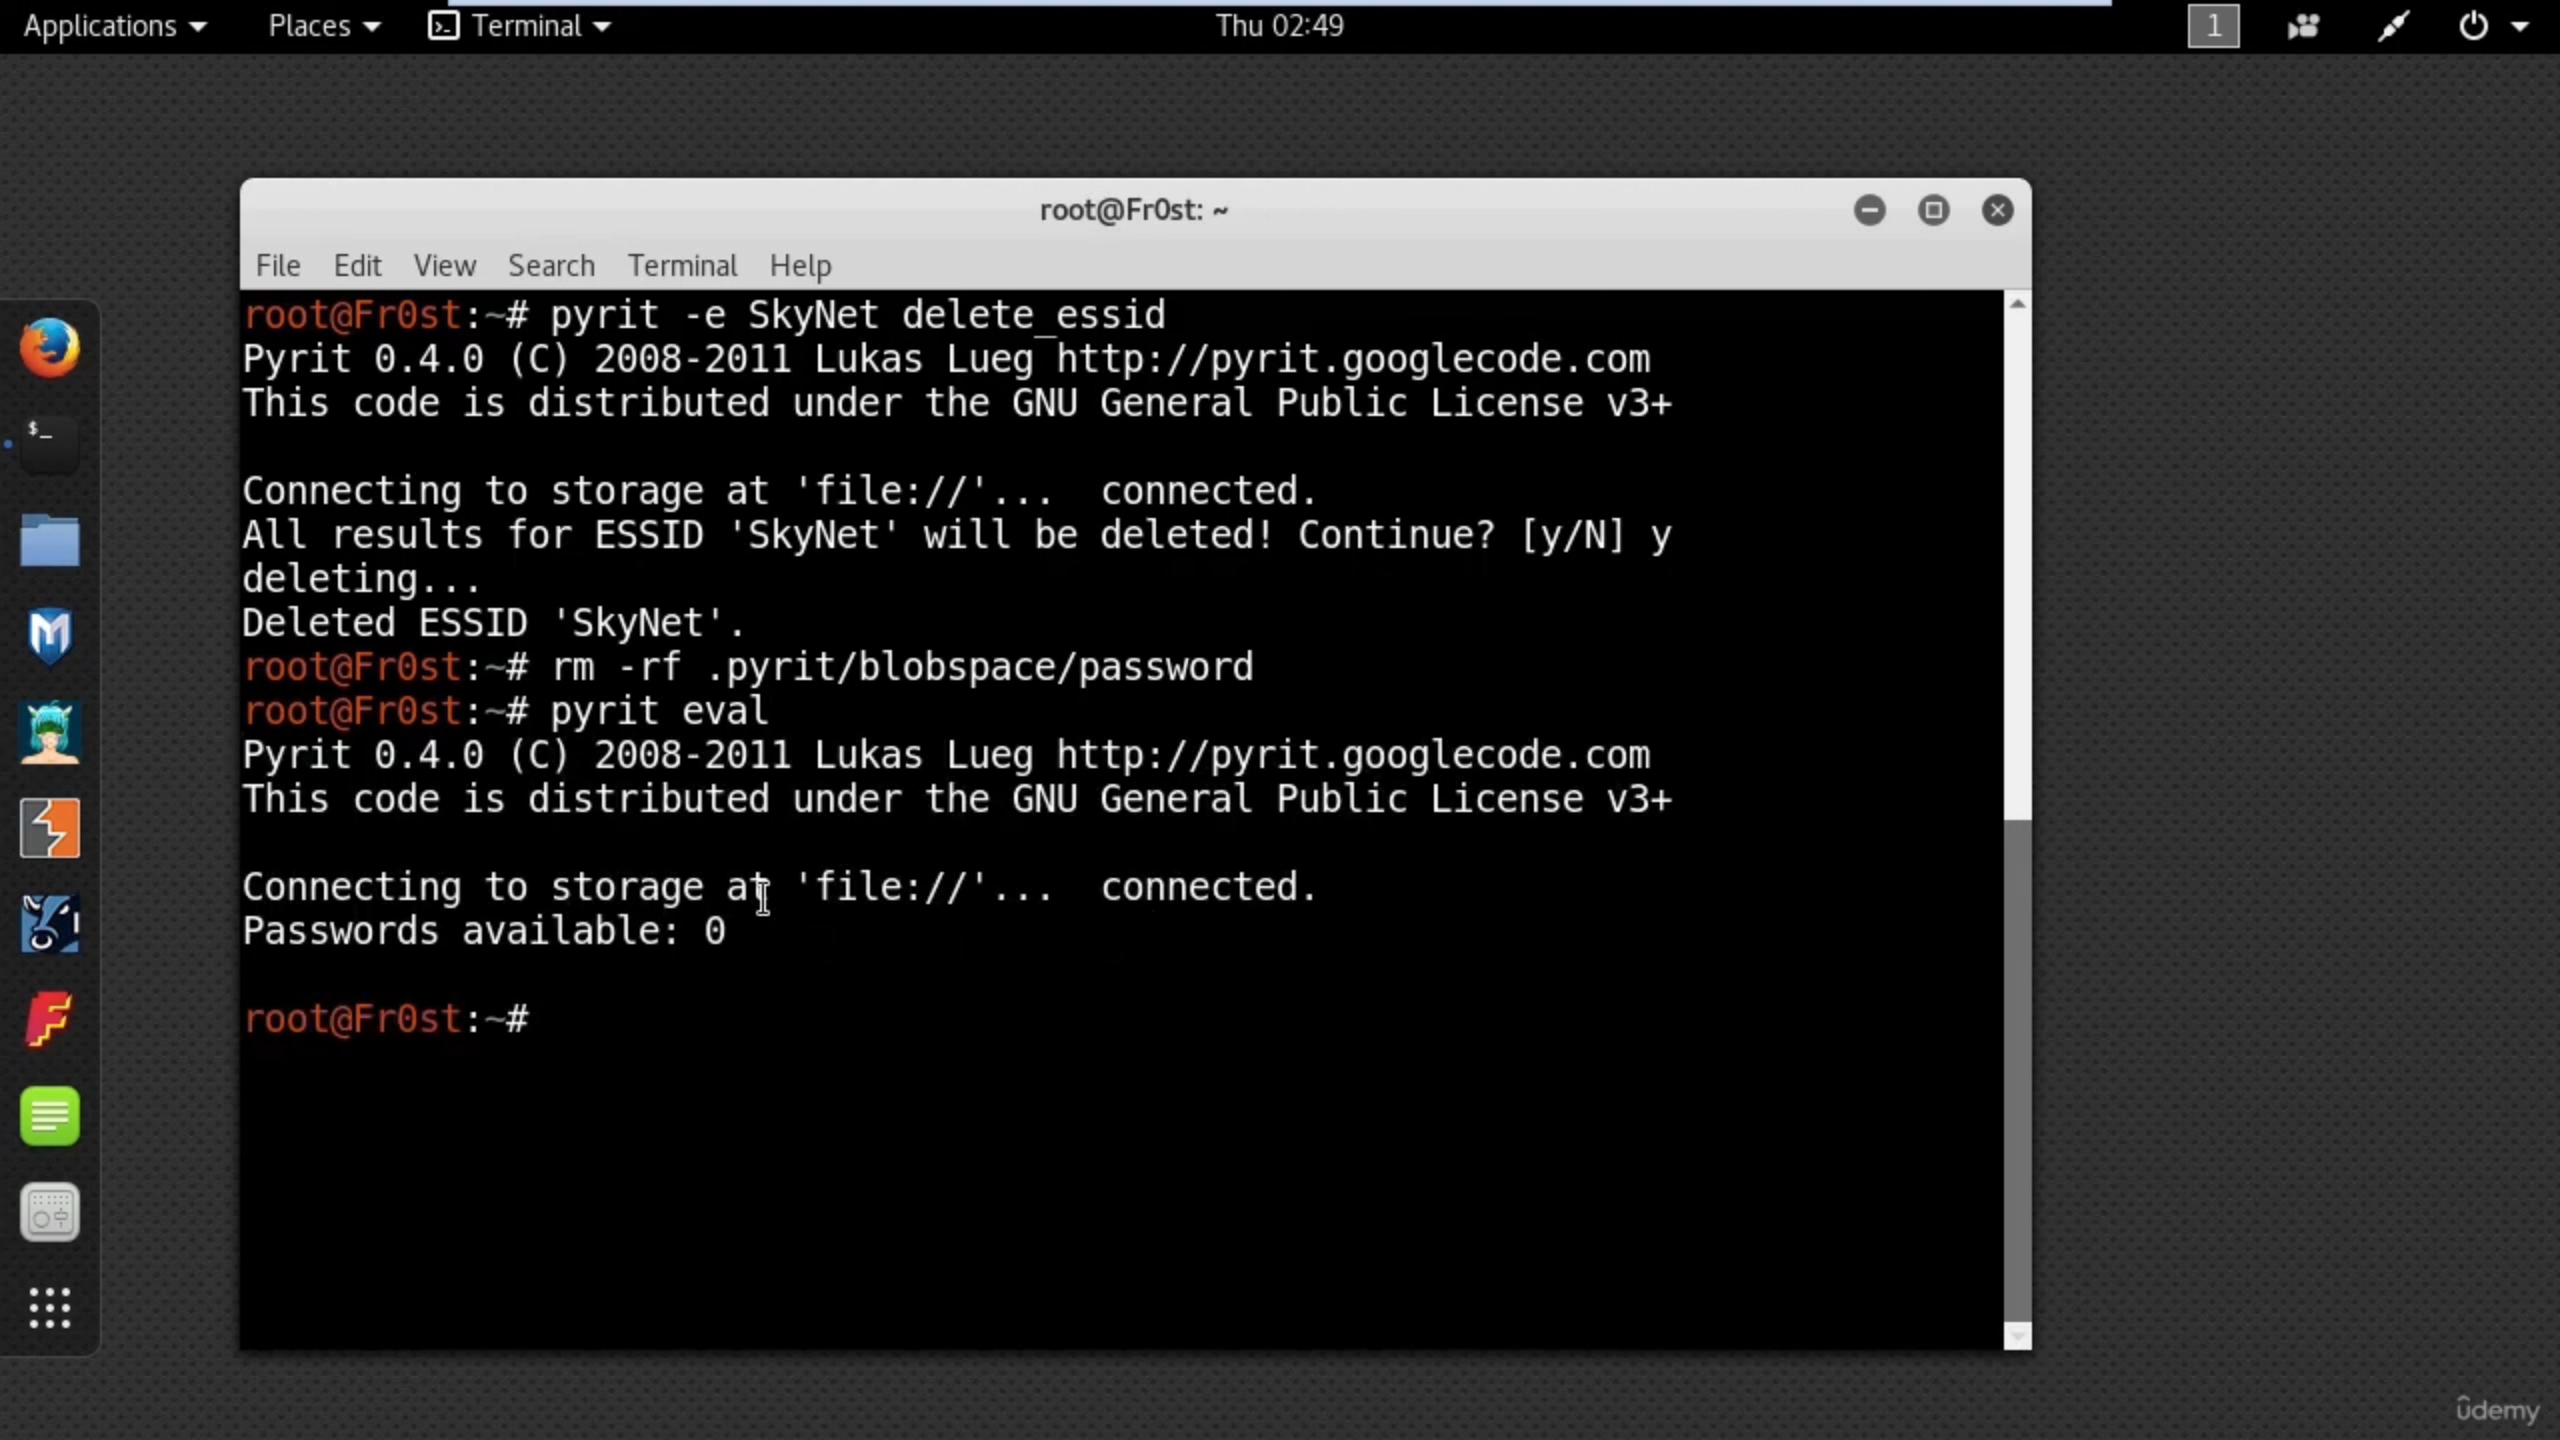 Applications Places Terminal Thu 02:49 1
root@Fr0st: ~
File Edit View Search Terminal Help
root@Fr0st:~# pyrit -e SkyNet delete_essid
Pyrit 0.4.0 (C) 2008-2011 Lukas Lueg http://pyrit.googlecode.com
This code is distributed under the GNU General Public License v3+
Connecting to storage at 'file://'...  connected.
All results for ESSID 'SkyNet' will be deleted! Continue? [y/N] y
deleting...
Deleted ESSID 'SkyNet'.
root@Fr0st:~# rm -rf .pyrit/blobspace/password
root@Fr0st:~# pyrit eval
Pyrit 0.4.0 (C) 2008-2011 Lukas Lueg http://pyrit.googlecode.com
This code is distributed under the GNU General Public License v3+
Connecting to storage at 'file://'...  connected.
Passwords available: 0
root@Fr0st:~#
$_
ûdemy